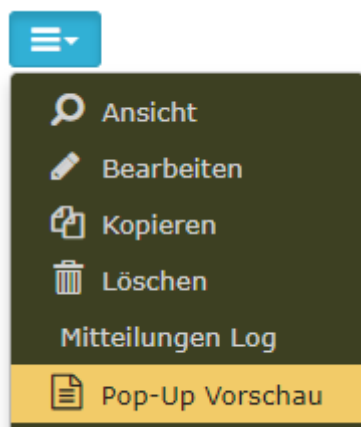 Ansicht
Bearbeiten
Kopieren
Löschen
Mitteilungen Log
Pop-Up Vorschau